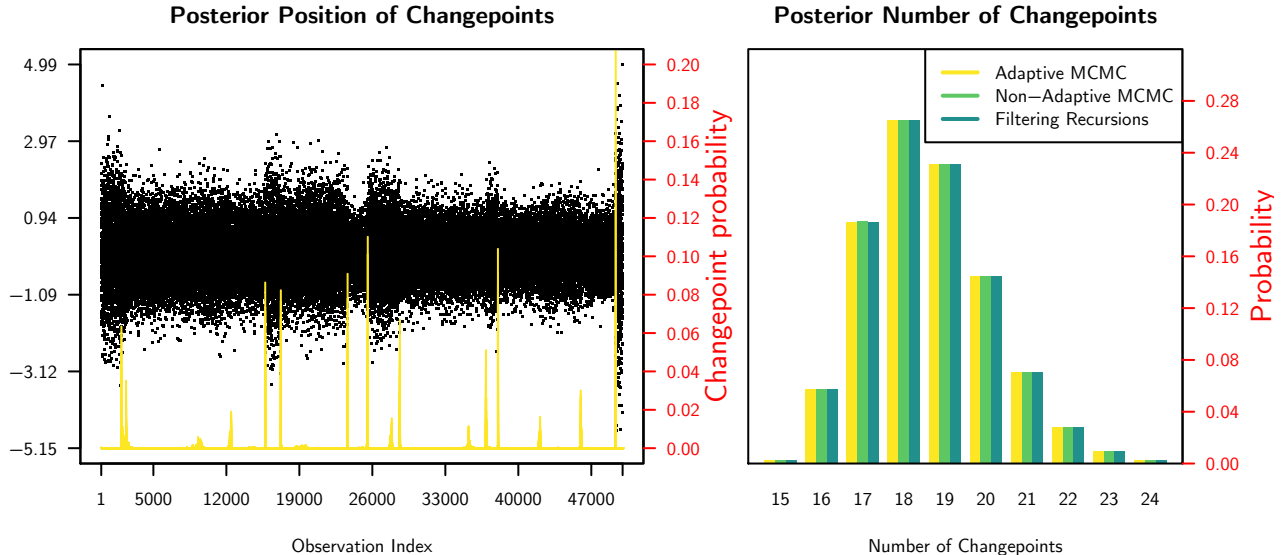 Posterior Position of Changepoints
4.99
2.97
0.94
−1.09
−3.12
−5.15
0.20
0.18
0.16
0.14
0.12
0.10
0.08
0.06
0.04
0.02
0.00
Changepoint probability
1 5000 12000 19000 26000 33000 40000 47000
Observation Index
Posterior Number of Changepoints
Adaptive MCMC
Non−Adaptive MCMC
Filtering Recursions
0.28
0.24
0.20
0.16
0.12
0.08
0.04
0.00
Probability
15 16 17 18 19 20 21 22 23 24
Number of Changepoints